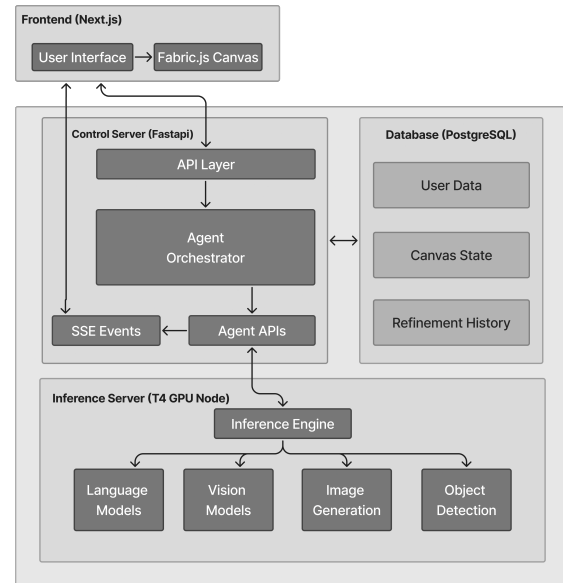 Frontend (Next.js)
User Interface
Fabric.js Canvas
Control Server (Fastapi)
API Layer
Agent
Orchestrator
SSE Events
Agent APIs
Database (PostgreSQL)
User Data
Canvas State
Refinement History
Inference Server (T4 GPU Node)
Inference Engine
Language
Models
Vision
Models
Image
Generation
Object
Detection